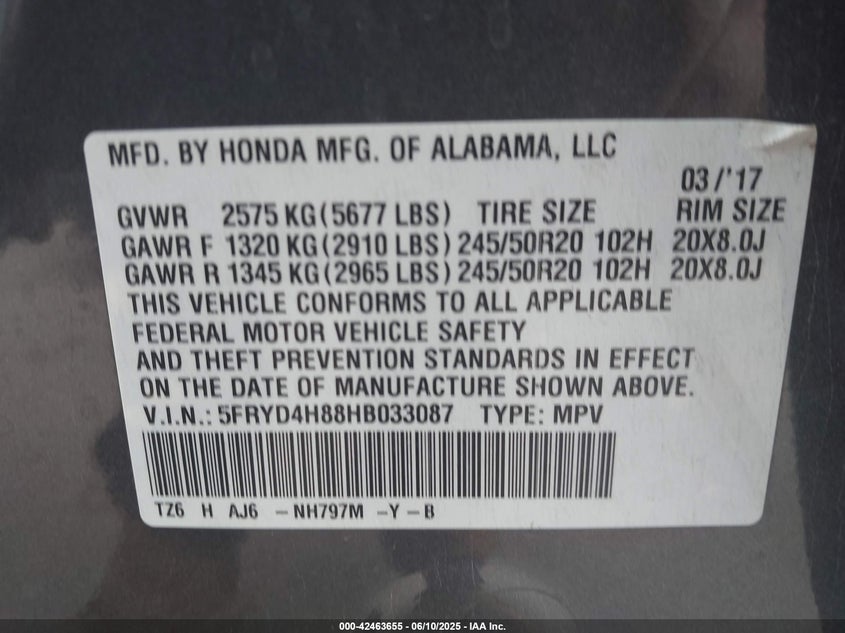 MFD. BY HONDA MFG. OF ALABAMA, LLC
03/'17
GVWR 2575 KG(5677 LBS) TIRE SIZE RIM SIZE
GAWR F 1320 KG(2910 LBS) 245/50R20 102H 20X8.0J
GAWR R 1345 KG(2965 LBS) 245/50R20 102H 20X8.0J
THIS VEHICLE CONFORMS TO ALL APPLICABLE
FEDERAL MOTOR VEHICLE SAFETY
AND THEFT PREVENTION STANDARDS IN EFFECT
ON THE DATE OF MANUFACTURE SHOWN ABOVE.
V.I.N.: 5FRYD4H88HB033087 TYPE: MPV
TZ6 H AJ6 -NH797M -Y-B
000-42463655 - 06/10/2025 - IAA Inc.